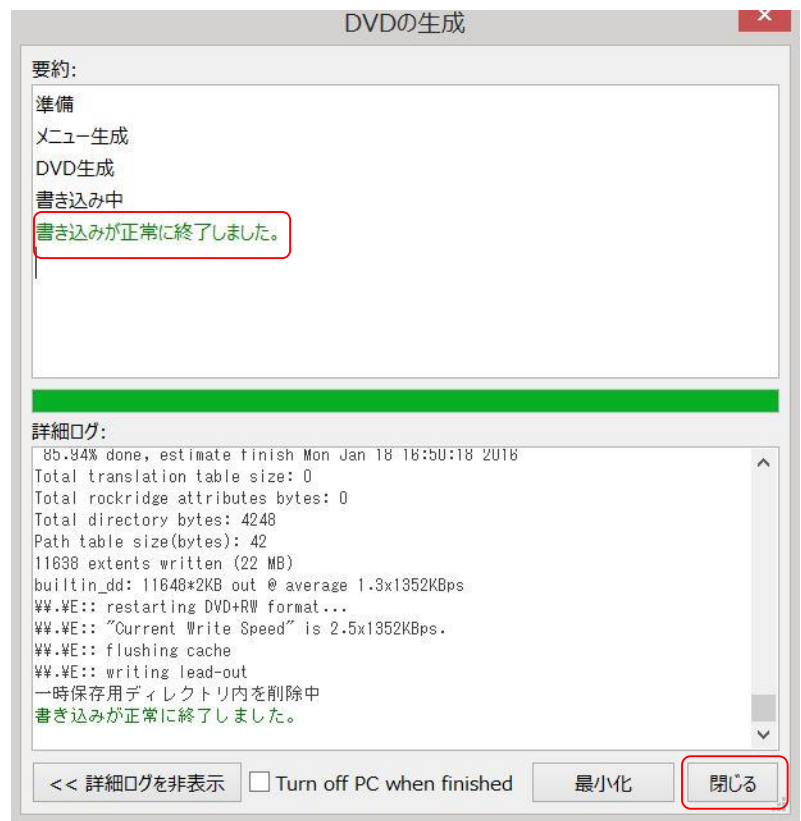 DVDの生成
要約:
準備
メニュー生成
DVD生成
書き込み中
書き込みが正常に終了しました。
詳細ログ:
85.94% done, estimate finish Mon Jan 18 16:50:18 2016
Total translation table size: 0
Total rockridge attributes bytes: 0
Total directory bytes: 4248
Path table size(bytes): 42
11638 extents written (22 MB)
builtin_dd: 11648*2KB out @ average 1.3x1352KBps
¥¥.¥E:: restarting DVD+RW format...
¥¥.¥E:: "Current Write Speed" is 2.5x1352KBps.
¥¥.¥E:: flushing cache
¥¥.¥E:: writing lead-out
一時保存用ディレクトリ内を削除中
書き込みが正常に終了しました。
<< 詳細ログを非表示 Turn off PC when finished 最小化 閉じる